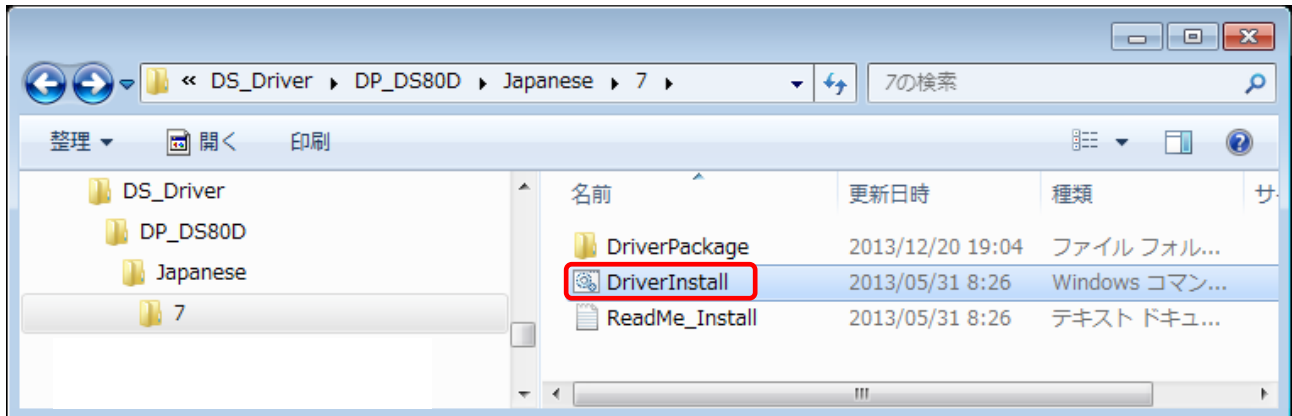 « DS_Driver ▸ DP_DS80D ▸ Japanese ▸ 7 ▸ 7の検索
整理 開く 印刷
DS_Driver
DP_DS80D
Japanese
7
名前 更新日時 種類 サ
DriverPackage 2013/12/20 19:04 ファイル フォル...
DriverInstall 2013/05/31 8:26 Windows コマン...
ReadMe_Install 2013/05/31 8:26 テキスト ドキュ...